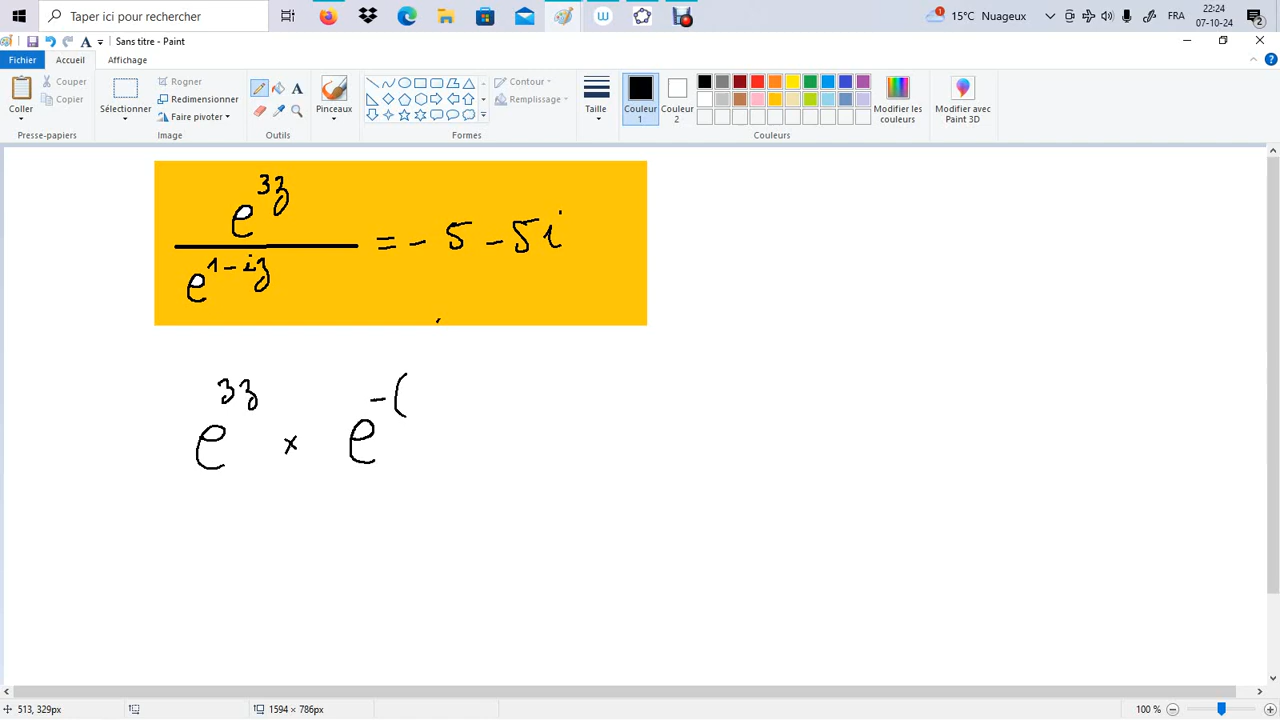 Taper ici pour rechercher
15°C Nuageux
FRA
22:24
07-10-24
2
Sans titre - Paint
Fichier
Accueil
Affichage
Coller
Couper
Copier
Presse-papiers
Sélectionner
Rogner
Redimensionner
Faire pivoter
Image
A
Outils
Pinceaux
Contour
Remplissage
Formes
Taille
Couleur 1
Couleur 2
Modifier les couleurs
Couleurs
Modifier avec Paint 3D
e^{3z}
e^{1-iz}
= - 5 - 5i
e^{3z} × e^{-(
513, 329px
1594 × 786px
100 %